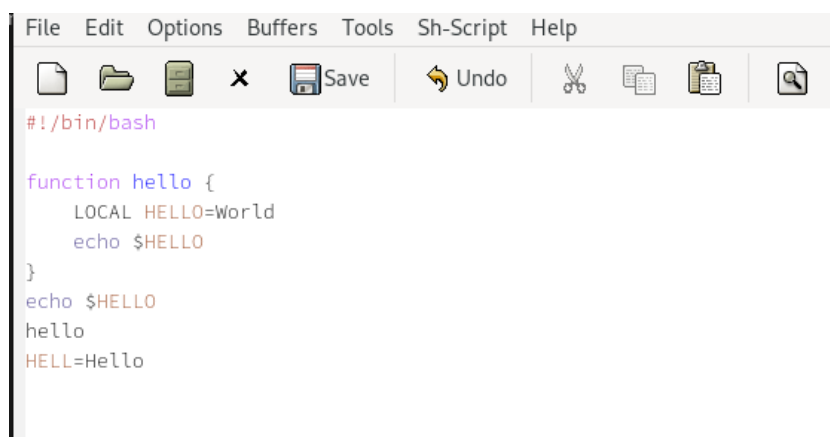 File Edit Options Buffers Tools Sh-Script Help
Save Undo
#!/bin/bash
function hello {
    LOCAL HELLO=World
    echo $HELLO
}
echo $HELLO
hello
HELL=Hello